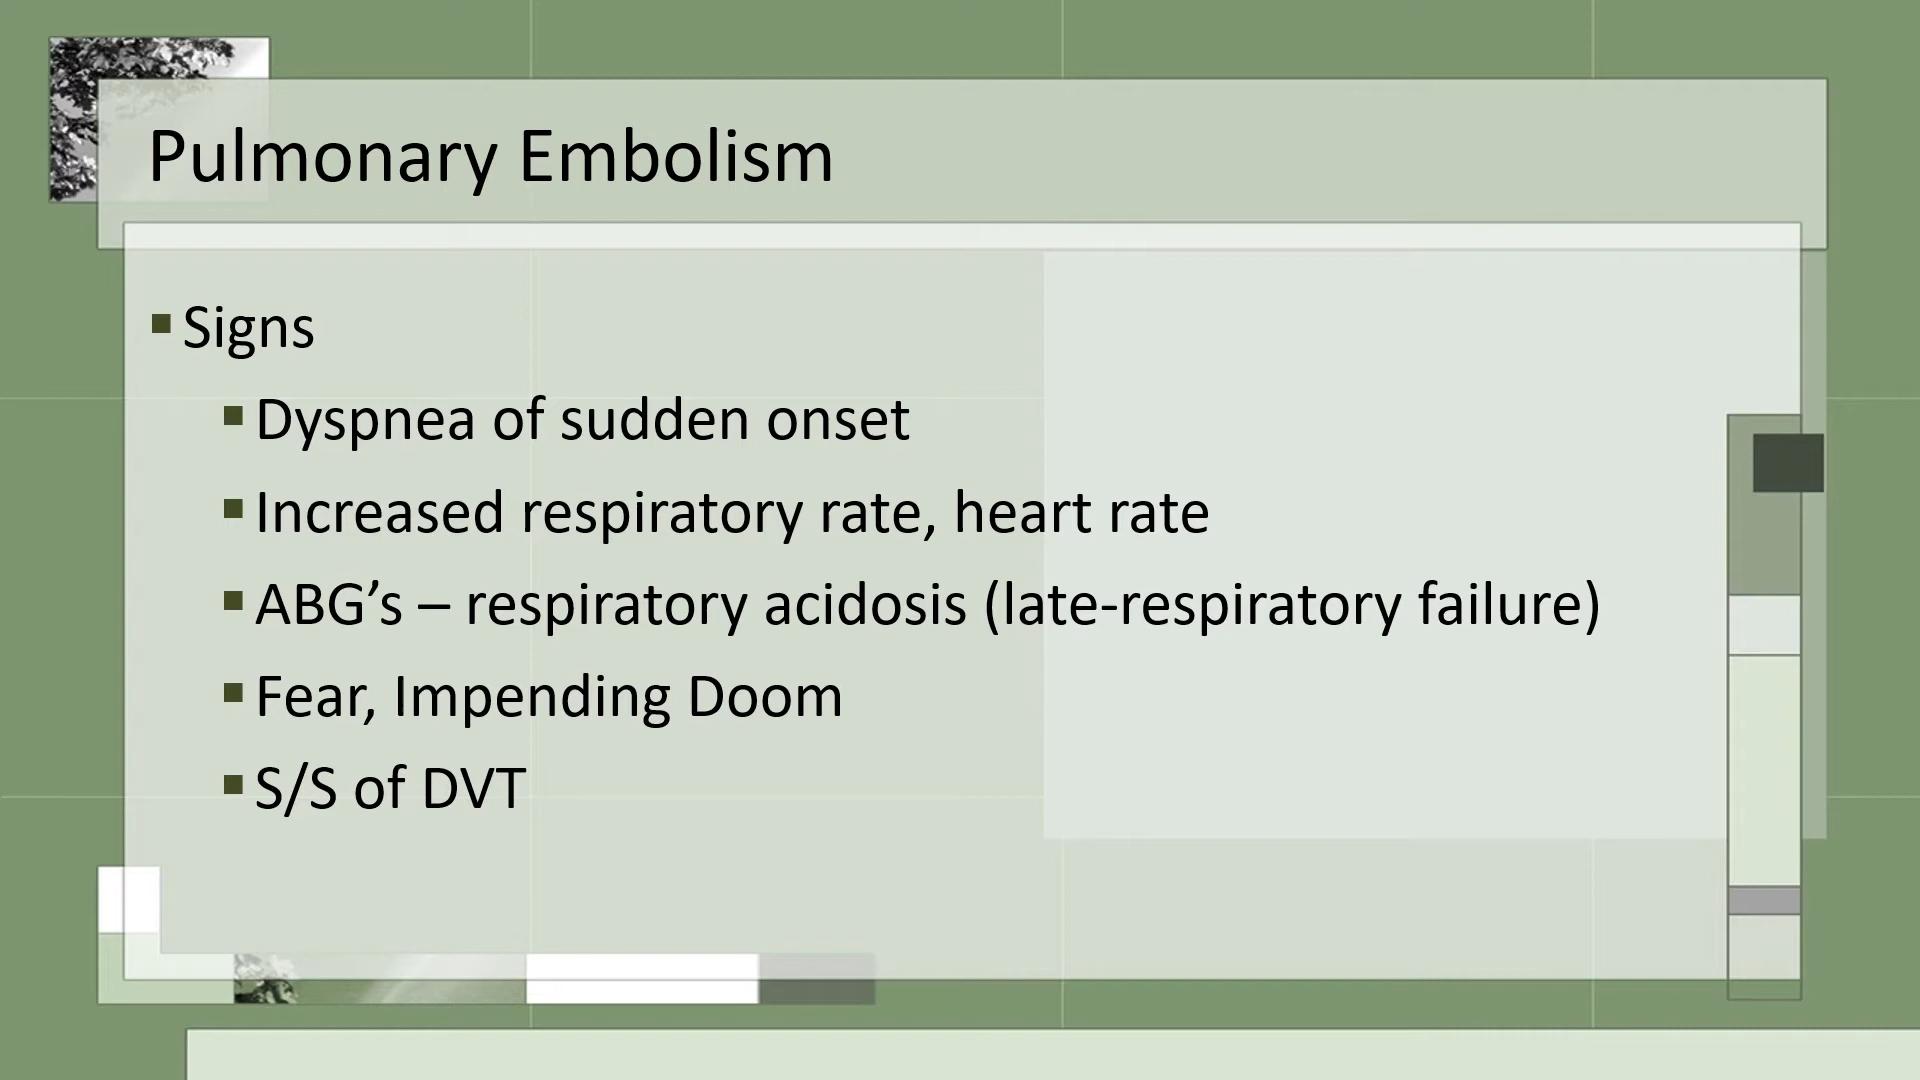 Pulmonary Embolism
Signs
Dyspnea of sudden onset
Increased respiratory rate, heart rate
ABG’s – respiratory acidosis (late-respiratory failure)
Fear, Impending Doom
S/S of DVT